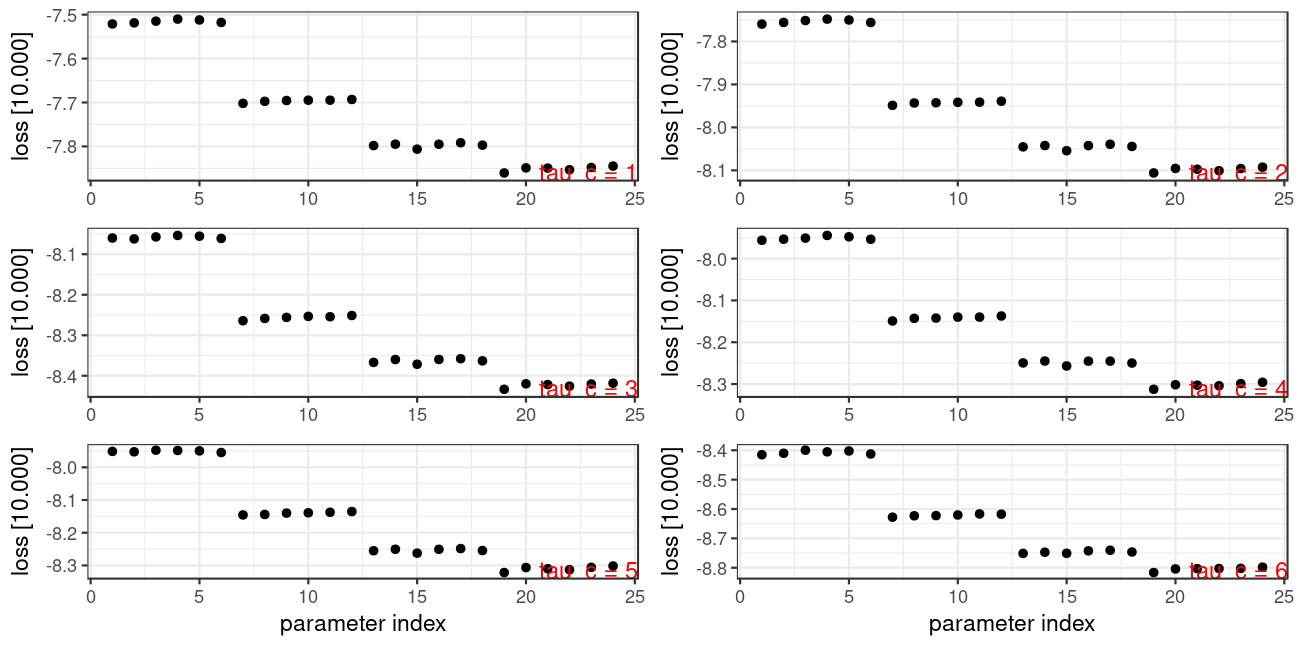 loss [10.000]
-7.5
-7.6
-7.7
-7.8
tau_c = 1
0 5 10 15 20 25
loss [10.000]
-7.8
-7.9
-8.0
-8.1
tau_c = 2
0 5 10 15 20 25
loss [10.000]
-8.1
-8.2
-8.3
-8.4
tau_c = 3
0 5 10 15 20 25
loss [10.000]
-8.0
-8.1
-8.2
-8.3
tau_c = 4
0 5 10 15 20 25
loss [10.000]
-8.0
-8.1
-8.2
-8.3
tau_c = 5
0 5 10 15 20 25
parameter index
loss [10.000]
-8.4
-8.5
-8.6
-8.7
-8.8
tau_c = 6
0 5 10 15 20 25
parameter index